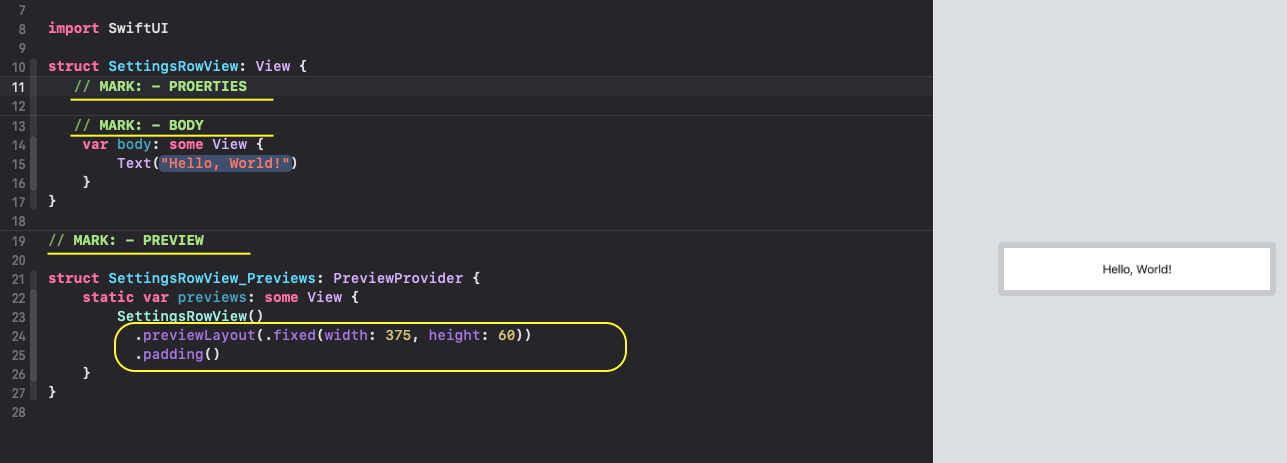 7
8 import SwiftUI
9
10 struct SettingsRowView: View {
11 // MARK: - PROERTIES
12
13 // MARK: - BODY
14 var body: some View {
15 Text("Hello, World!")
16 }
17 }
18
19 // MARK: - PREVIEW
20
21 struct SettingsRowView_Previews: PreviewProvider {
22 static var previews: some View {
23 SettingsRowView()
24 .previewLayout(.fixed(width: 375, height: 60))
25 .padding()
26 }
27 }
28
Hello, World!